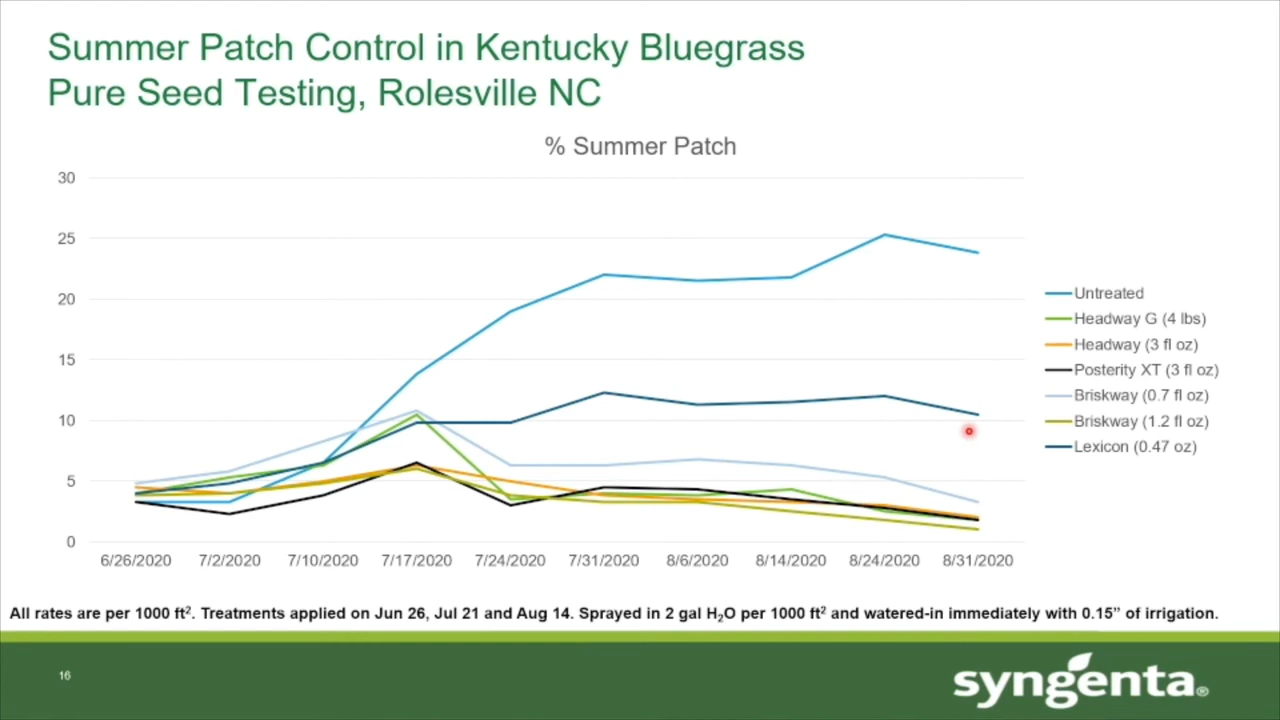 Summer Patch Control in Kentucky Bluegrass
Pure Seed Testing, Rolesville NC
% Summer Patch
30
25
20
15
10
5
0
6/26/2020 7/2/2020 7/10/2020 7/17/2020 7/24/2020 7/31/2020 8/6/2020 8/14/2020 8/24/2020 8/31/2020
Untreated
Headway G (4 lbs)
Headway (3 fl oz)
Posterity XT (3 fl oz)
Briskway (0.7 fl oz)
Briskway (1.2 fl oz)
Lexicon (0.47 oz)
All rates are per 1000 ft². Treatments applied on Jun 26, Jul 21 and Aug 14. Sprayed in 2 gal H₂O per 1000 ft² and watered-in immediately with 0.15” of irrigation.
16
syngenta®